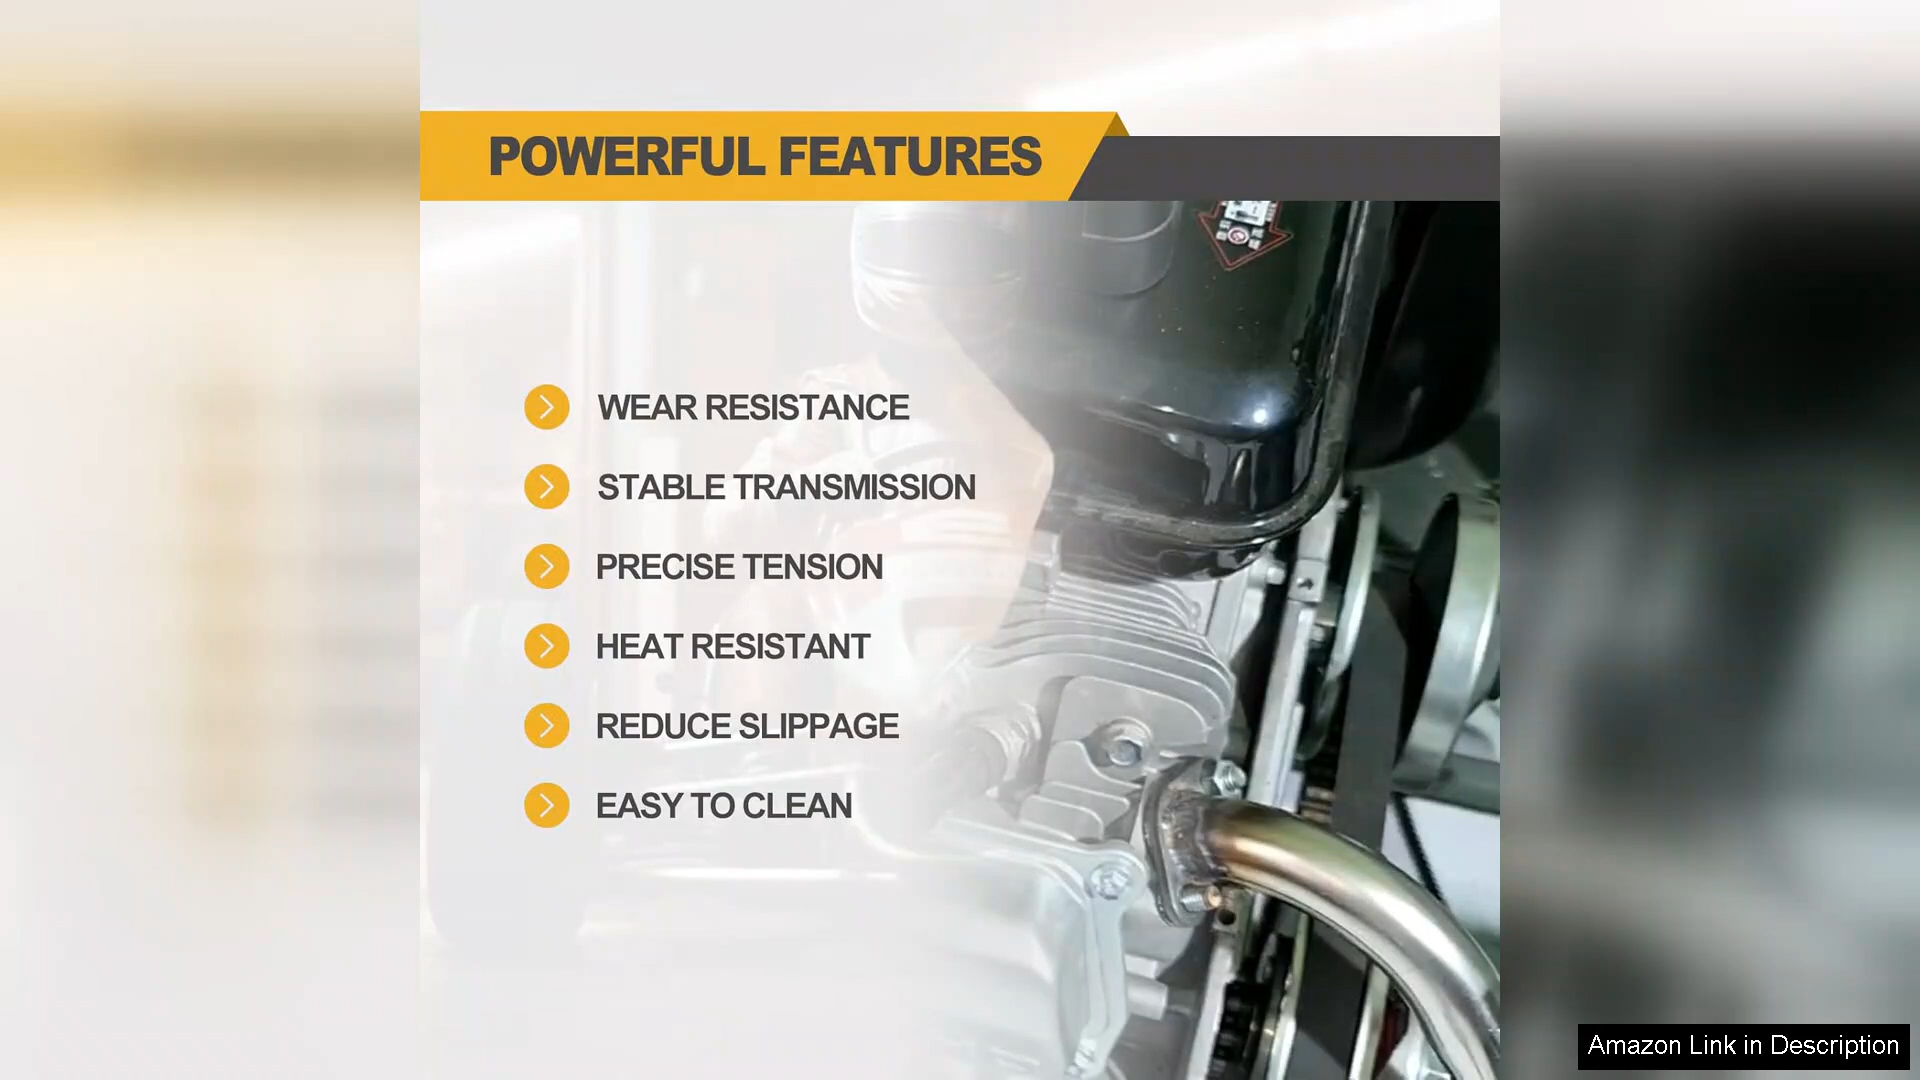 POWERFUL FEATURES
WEAR RESISTANCE
STABLE TRANSMISSION
PRECISE TENSION
HEAT RESISTANT
REDUCE SLIPPAGE
EASY TO CLEAN
Amazon Link in Description